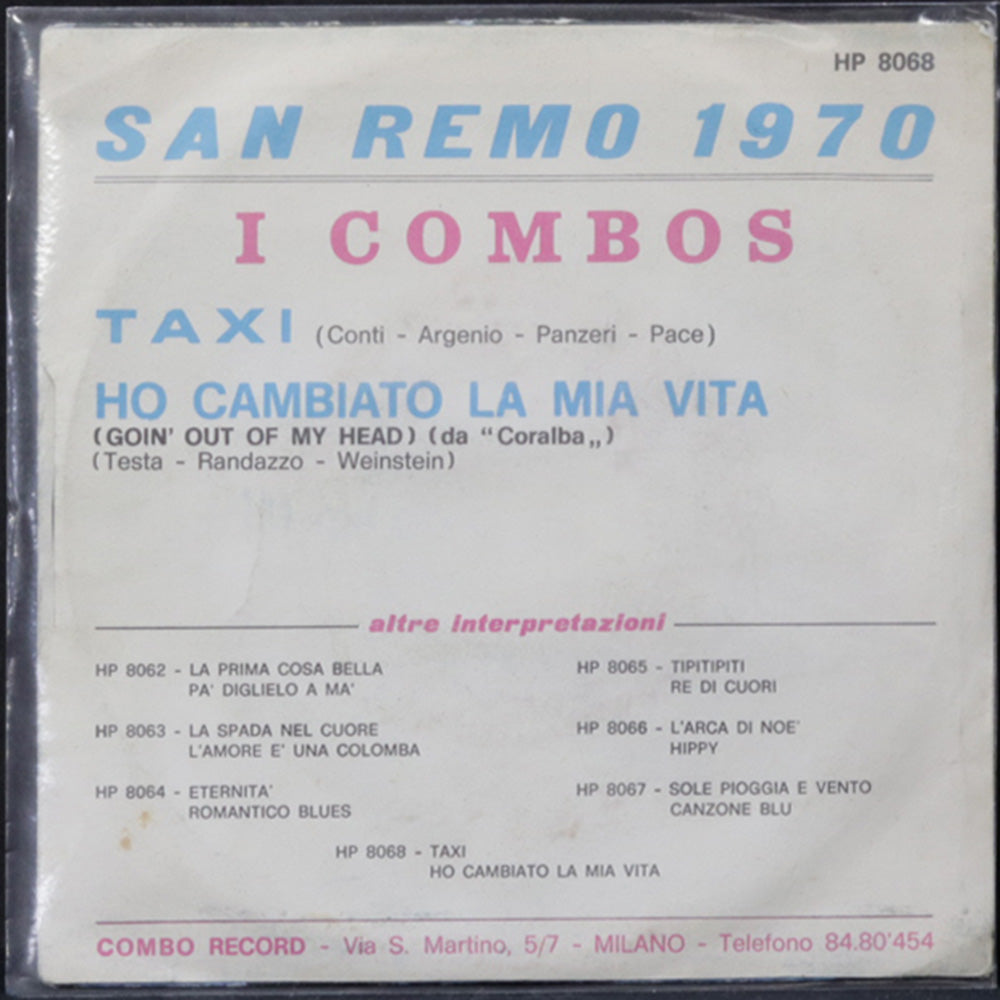 HP 8068
SAN REMO 1970
I COMBOS
TAXI (Conti - Argenio - Panzeri - Pace)
HO CAMBIATO LA MIA VITA
(GOIN' OUT OF MY HEAD) (da “Coralba„)
(Testa - Randazzo - Weinstein)
altre interpretazioni
HP 8062 - LA PRIMA COSA BELLA
PA' DIGLIELO A MA'
HP 8063 - LA SPADA NEL CUORE
L'AMORE E' UNA COLOMBA
HP 8064 - ETERNITA'
ROMANTICO BLUES
HP 8065 - TIPITIPITI
RE DI CUORI
HP 8066 - L'ARCA DI NOE'
HIPPY
HP 8067 - SOLE PIOGGIA E VENTO
CANZONE BLU
HP 8068 - TAXI
HO CAMBIATO LA MIA VITA
COMBO RECORD - Via S. Martino, 5/7 - MILANO - Telefono 84.80'454